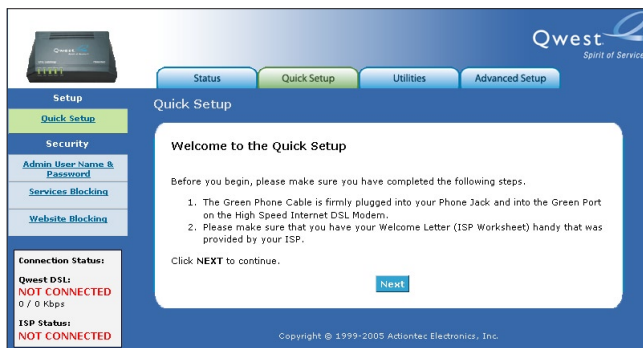 Qwest
Spirit of Service
Qwest
Status
Quick Setup
Utilities
Advanced Setup
Setup
Quick Setup
Security
Admin User Name &
Password
Services Blocking
Website Blocking
Connection Status:
Qwest DSL:
NOT CONNECTED
0 / 0 Kbps
ISP Status:
NOT CONNECTED
Quick Setup
Welcome to the Quick Setup
Before you begin, please make sure you have completed the following steps.
1. The Green Phone Cable is firmly plugged into your Phone Jack and into the Green Port
on the High Speed Internet DSL Modem.
2. Please make sure that you have your Welcome Letter (ISP Worksheet) handy that was
provided by your ISP.
Click NEXT to continue.
Next
Copyright © 1999-2005 Actiontec Electronics, Inc.